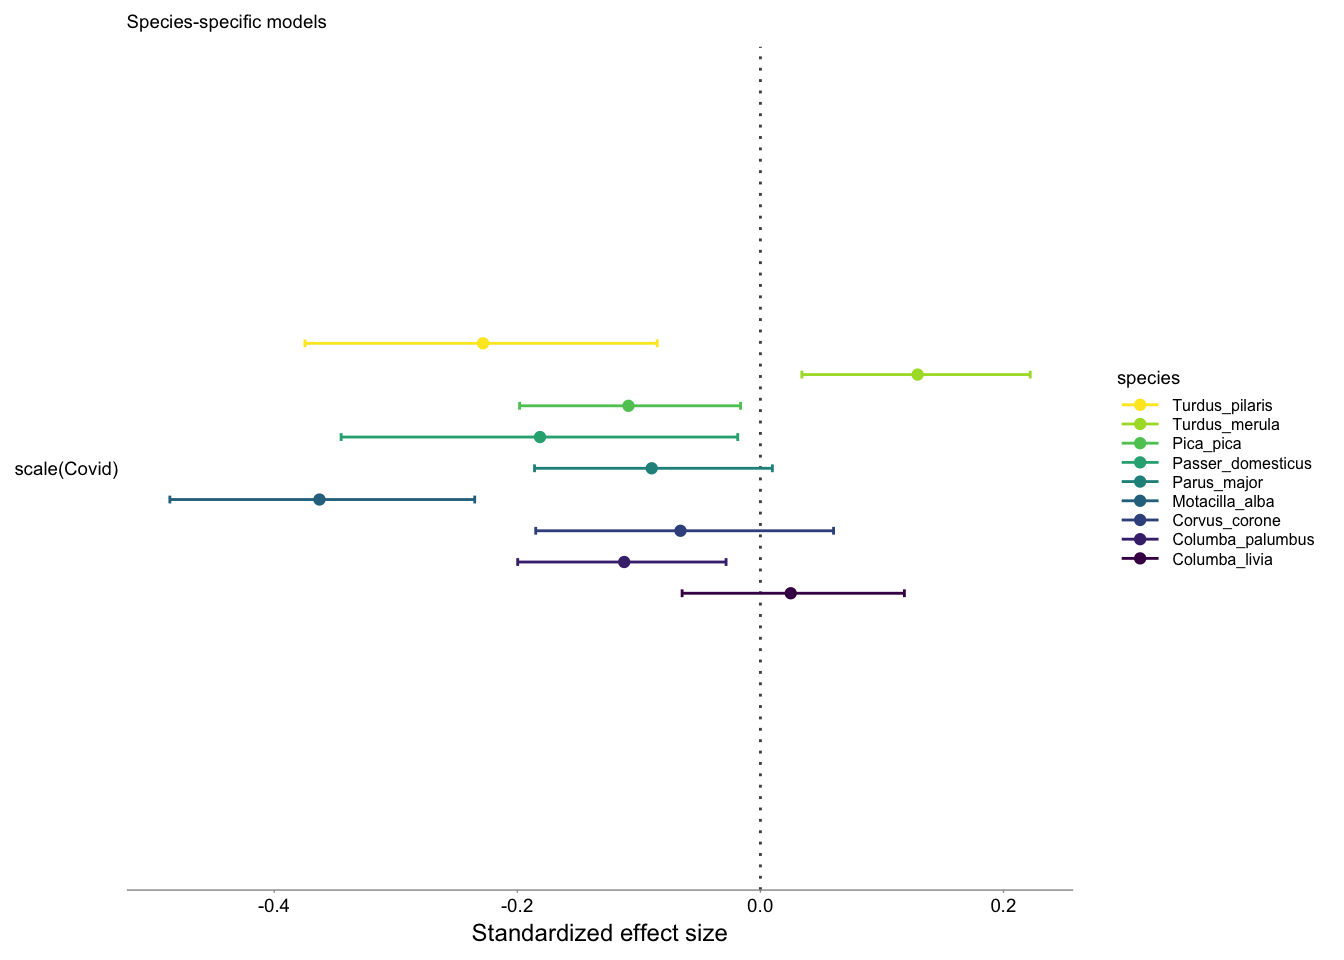 Species-specific models
scale(Covid)
species
Turdus_pilaris
Turdus_merula
Pica_pica
Passer_domesticus
Parus_major
Motacilla_alba
Corvus_corone
Columba_palumbus
Columba_livia
-0.4 -0.2 0.0 0.2
Standardized effect size